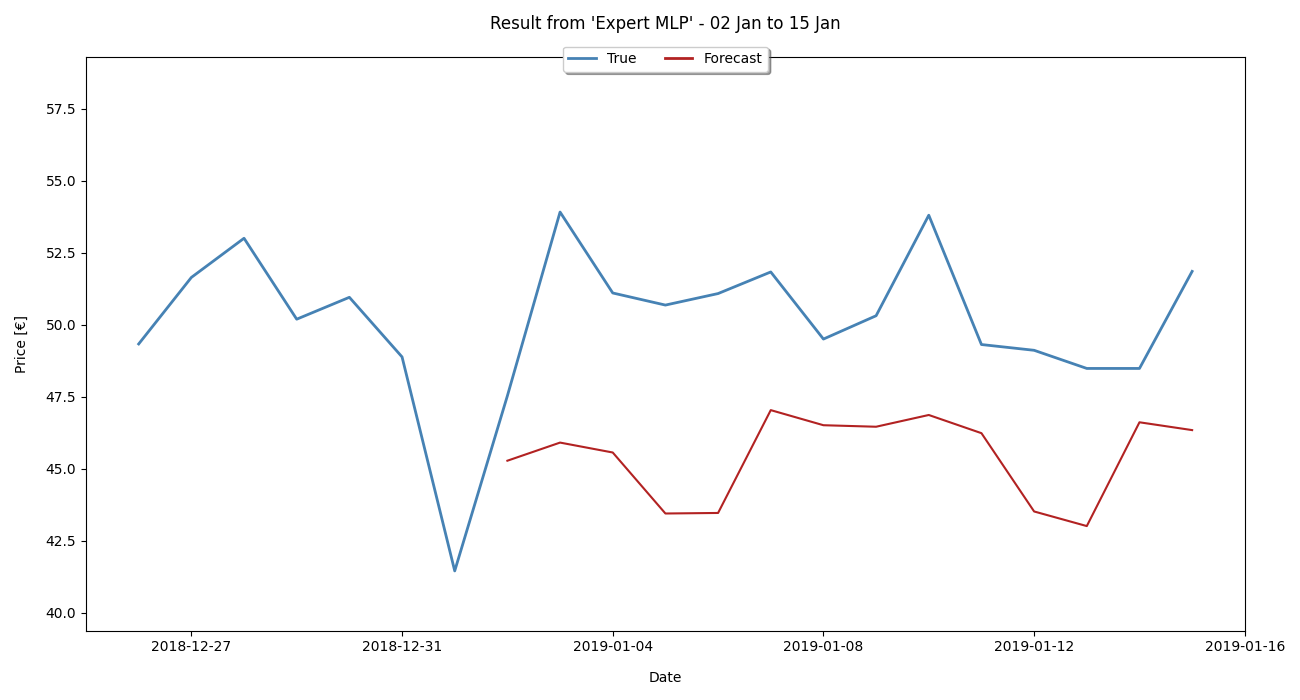 Result from 'Expert MLP' - 02 Jan to 15 Jan
True Forecast
57.5
55.0
52.5
50.0
47.5
45.0
42.5
40.0
Price [€]
2018-12-27 2018-12-31 2019-01-04 2019-01-08 2019-01-12 2019-01-16
Date